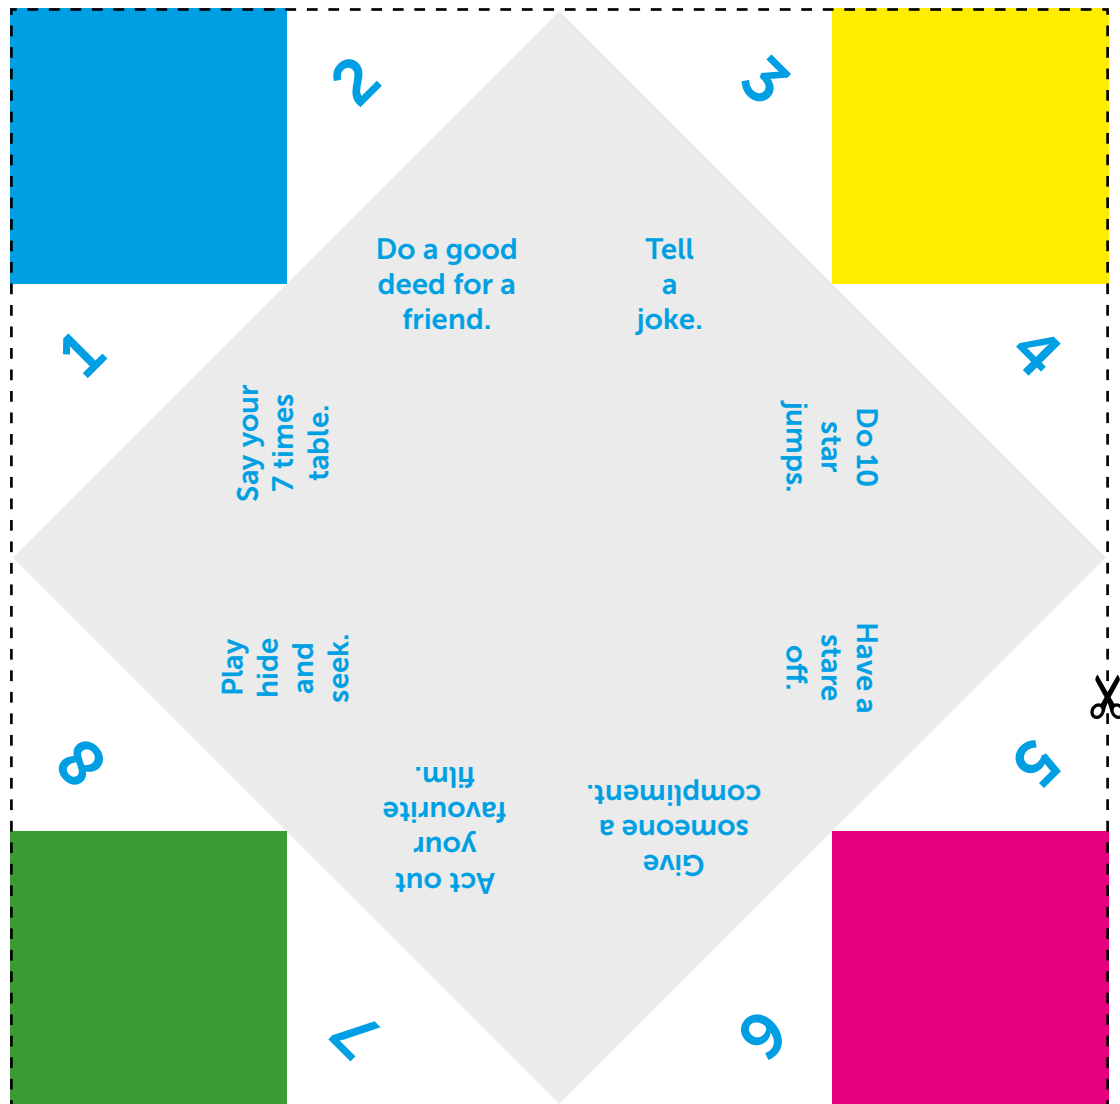 2
3
Do a good
deed for a
friend.
Tell
a
joke.
1
4
Say your
7 times
table.
Do 10
star
jumps.
Play
hide
and
seek.
Have a
stare
off.
8
5
Act out
your
favourite
film.
Give
someone a
compliment.
7
6